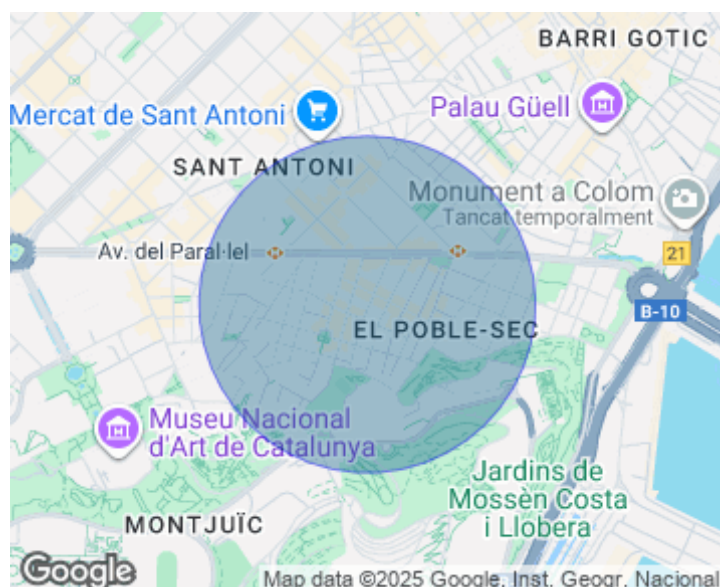 BARRI GOTIC
Mercat de Sant Antoni
Palau Güell
SANT ANTONI
Monument a Colom
Tancat temporalment
Av. del Paral·lel
21
B-10
EL POBLE-SEC
Museu Nacional
d'Art de Catalunya
Jardins de
Mossèn Costa
i Llobera
MONTJUÏC
Google
Map data ©2025 Google, Inst. Geogr. Nacional